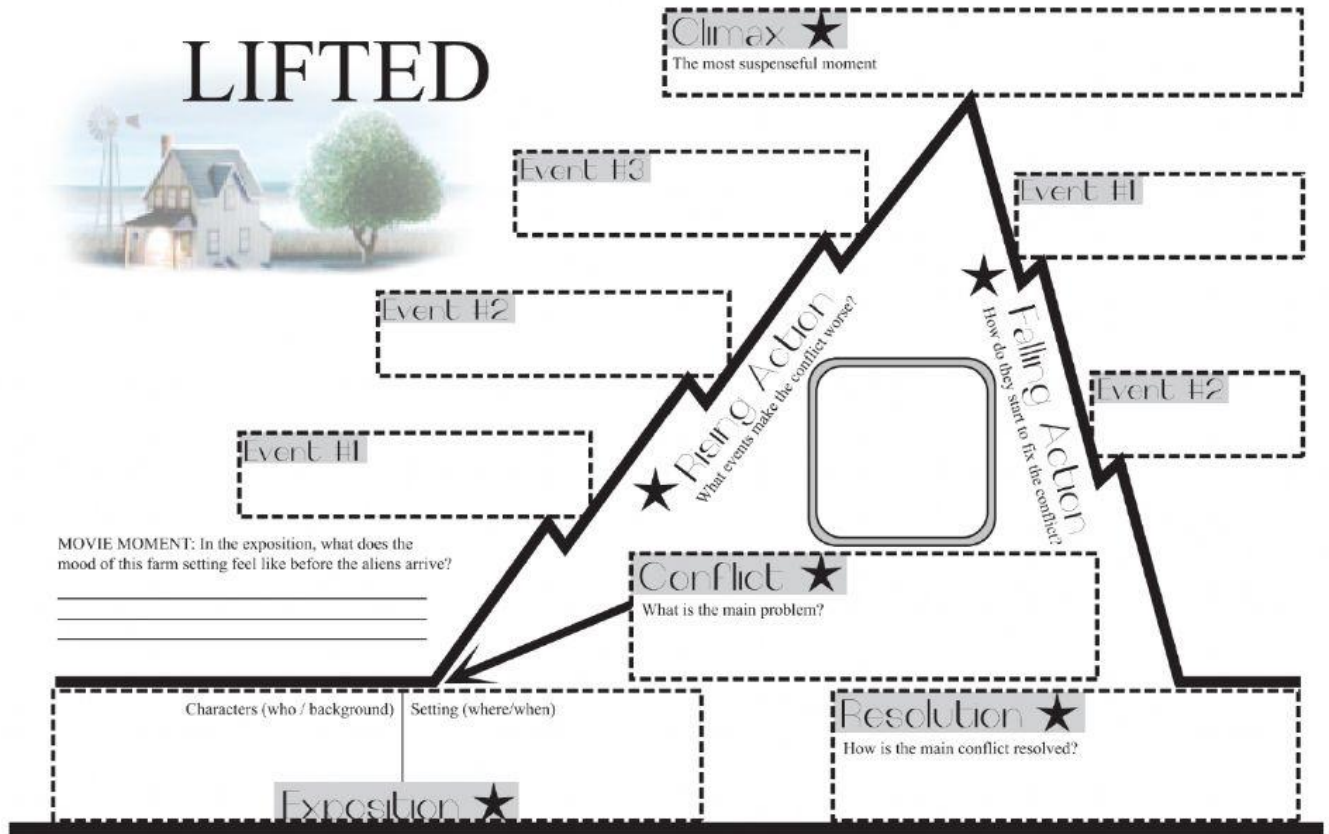 LIFTED
Climax
The most suspenseful moment
Event #3
Event #1
Event #2
Rising Action
What events make the conflict worse?
Falling Action
How do they start to fix the conflict?
Event #2
Event #1
MOVIE MOMENT: In the exposition, what does the
mood of this farm setting feel like before the aliens arrive?
Conflict
What is the main problem?
Characters (who / background)
Setting (where/when)
Exposition
Resolution
How is the main conflict resolved?